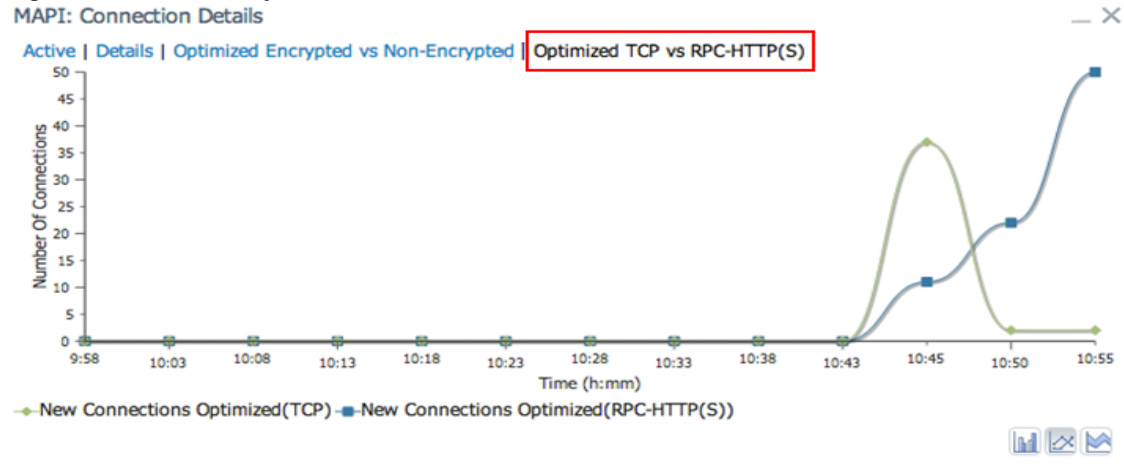 MAPI: Connection Details
Active | Details | Optimized Encrypted vs Non-Encrypted | Optimized TCP vs RPC-HTTP(S)
50
45
40
35
30
25
20
15
10
5
0
Number Of Connections
9:58 10:03 10:08 10:13 10:18 10:23 10:28 10:33 10:38 10:43 10:45 10:50 10:55
Time (h:mm)
New Connections Optimized(TCP) New Connections Optimized(RPC-HTTP(S))